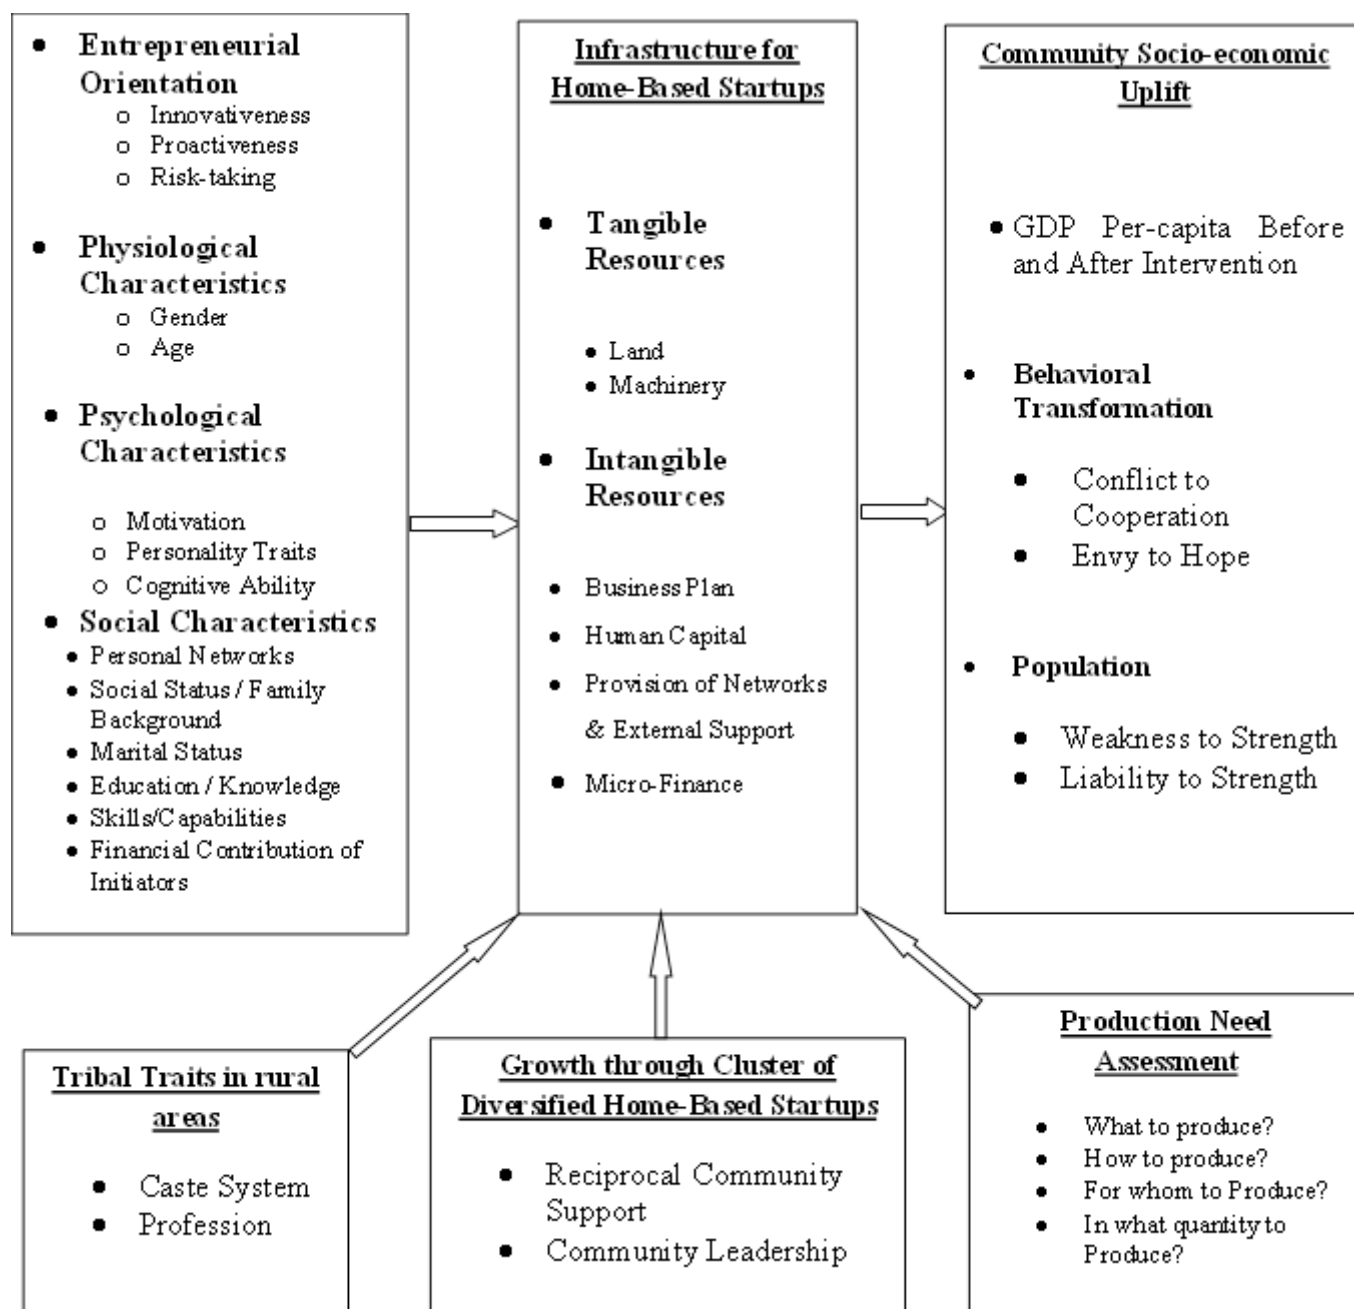 Entrepreneurial
Orientation
Innovativeness
Proactiveness
Risk-taking
Physiological
Characteristics
Gender
Age
Psychological
Characteristics
Motivation
Personality Traits
Cognitive Ability
Social Characteristics
Personal Networks
Social Status / Family
Background
Marital Status
Education / Knowledge
Skills/Capabilities
Financial Contribution of
Initiators
Infrastructure for
Home-Based Startups
Tangible
Resources
Land
Machinery
Intangible
Resources
Business Plan
Human Capital
Provision of Networks
& External Support
Micro-Finance
Community Socio-economic
Uplift
GDP Per-capita Before
and After Intervention
Behavioral
Transformation
Conflict to
Cooperation
Envy to Hope
Population
Weakness to Strength
Liability to Strength
Tribal Traits in rural
areas
Caste System
Profession
Growth through Cluster of
Diversified Home-Based Startups
Reciprocal Community
Support
Community Leadership
Production Need
Assessment
What to produce?
How to produce?
For whom to Produce?
In what quantity to
Produce?